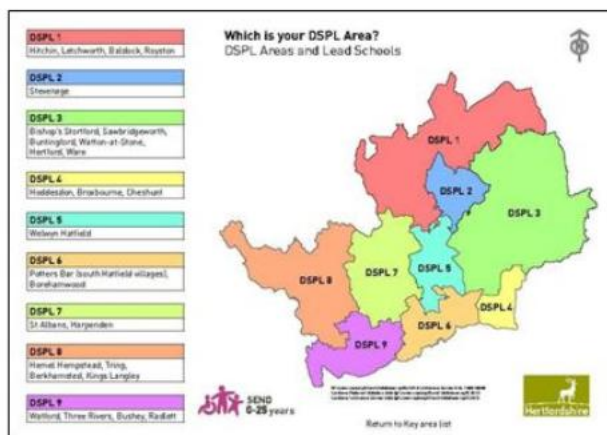 Which is your DSPL Area?
DSPL Areas and Lead Schools
N
DSPL 1
Hitchin, Letchworth, Baldock, Royston
DSPL 2
Stevenage
DSPL 3
Bishop's Stortford, Sawbridgeworth,
Buntingford, Watton-at-Stone,
Hertford, Ware
DSPL 4
Hoddesdon, Broxbourne, Cheshunt
DSPL 5
Welwyn Hatfield
DSPL 6
Potters Bar (south Hatfield villages),
Borehamwood
DSPL 7
St Albans, Harpenden
DSPL 8
Hemel Hempstead, Tring,
Berkhamsted, Kings Langley
DSPL 9
Watford, Three Rivers, Bushey, Radlett
DSPL 1
DSPL 2
DSPL 3
DSPL 5
DSPL 7
DSPL 8
DSPL 4
DSPL 6
DSPL 9
SEND
0-25 years
Return to Key area list
Hertfordshire